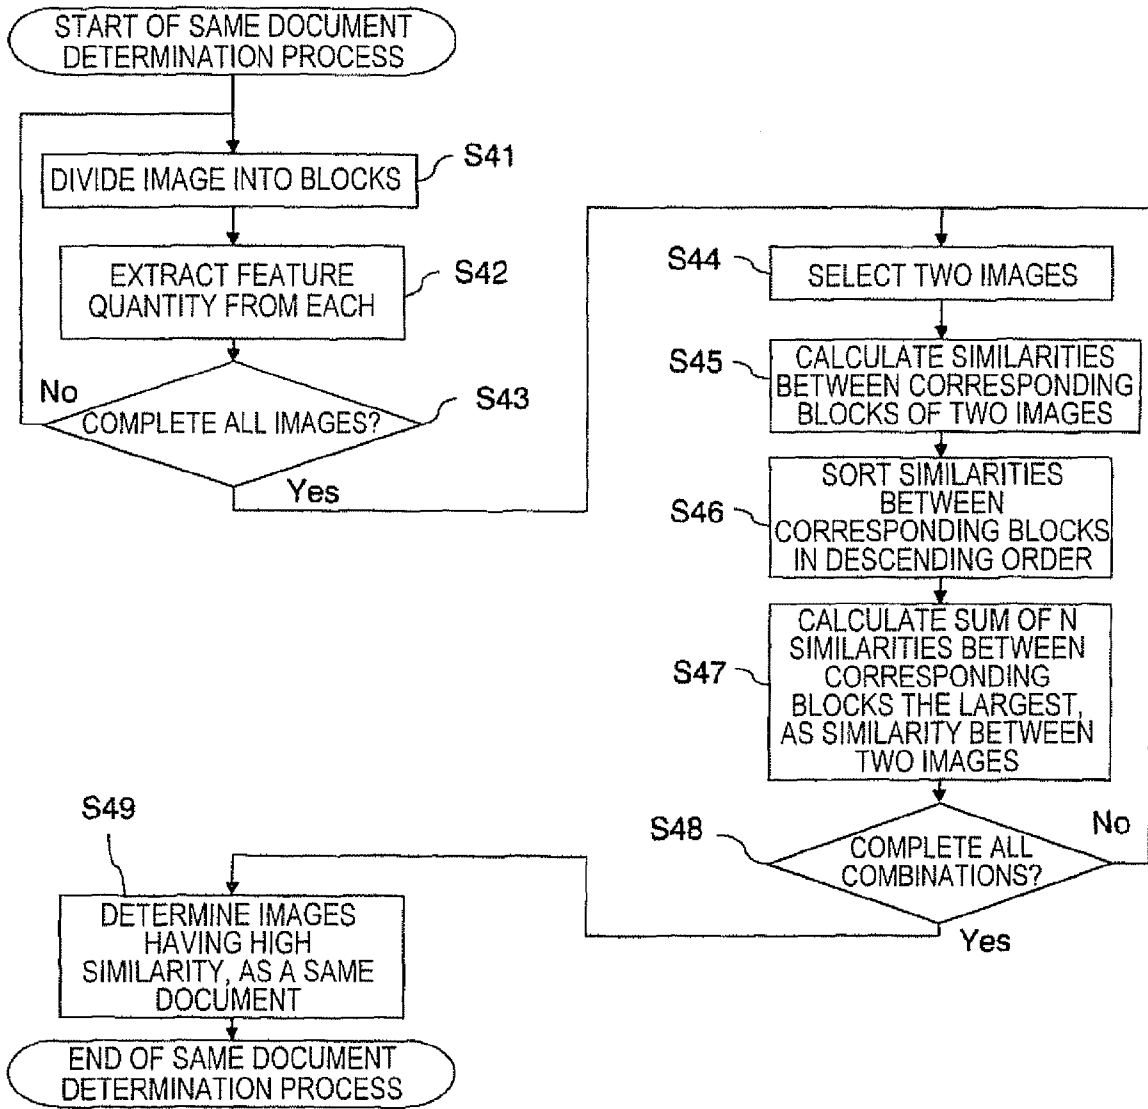 START OF SAME DOCUMENT
DETERMINATION PROCESS
S41
DIVIDE IMAGE INTO BLOCKS
S42
EXTRACT FEATURE
QUANTITY FROM EACH
No
S43
COMPLETE ALL IMAGES?
Yes
S44
SELECT TWO IMAGES
S45
CALCULATE SIMILARITIES
BETWEEN CORRESPONDING
BLOCKS OF TWO IMAGES
S46
SORT SIMILARITIES
BETWEEN
CORRESPONDING BLOCKS
IN DESCENDING ORDER
S47
CALCULATE SUM OF N
SIMILARITIES BETWEEN
CORRESPONDING
BLOCKS THE LARGEST,
AS SIMILARITY BETWEEN
TWO IMAGES
S48
No
COMPLETE ALL
COMBINATIONS?
Yes
S49
DETERMINE IMAGES
HAVING HIGH
SIMILARITY, AS A SAME
DOCUMENT
END OF SAME DOCUMENT
DETERMINATION PROCESS